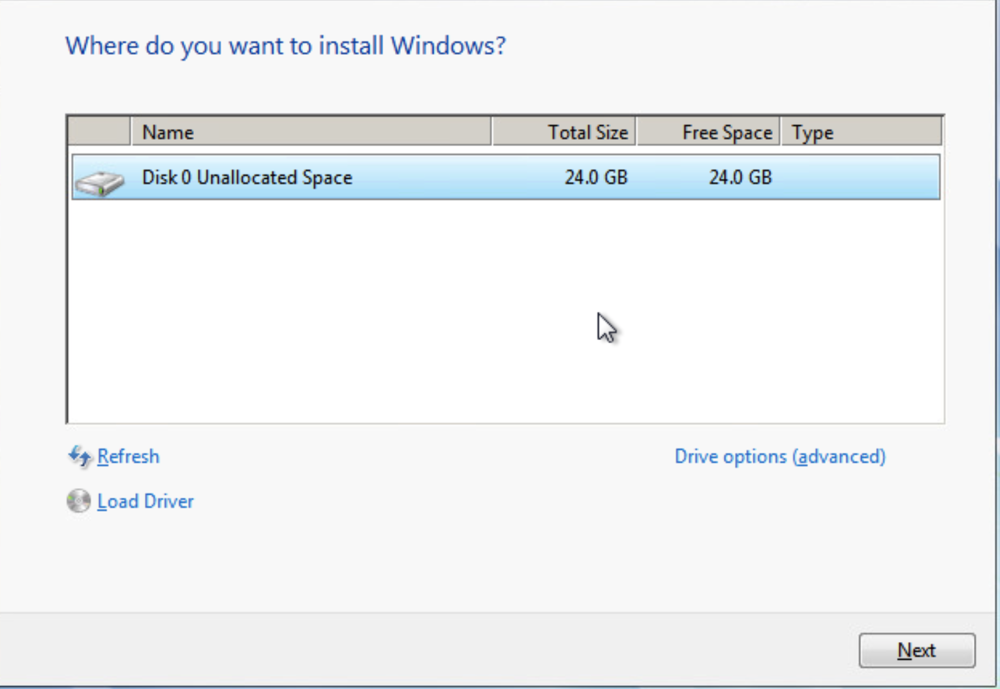 Where do you want to install Windows?
Name Total Size Free Space Type
Disk 0 Unallocated Space 24.0 GB 24.0 GB
Refresh Drive options (advanced)
Load Driver
Next